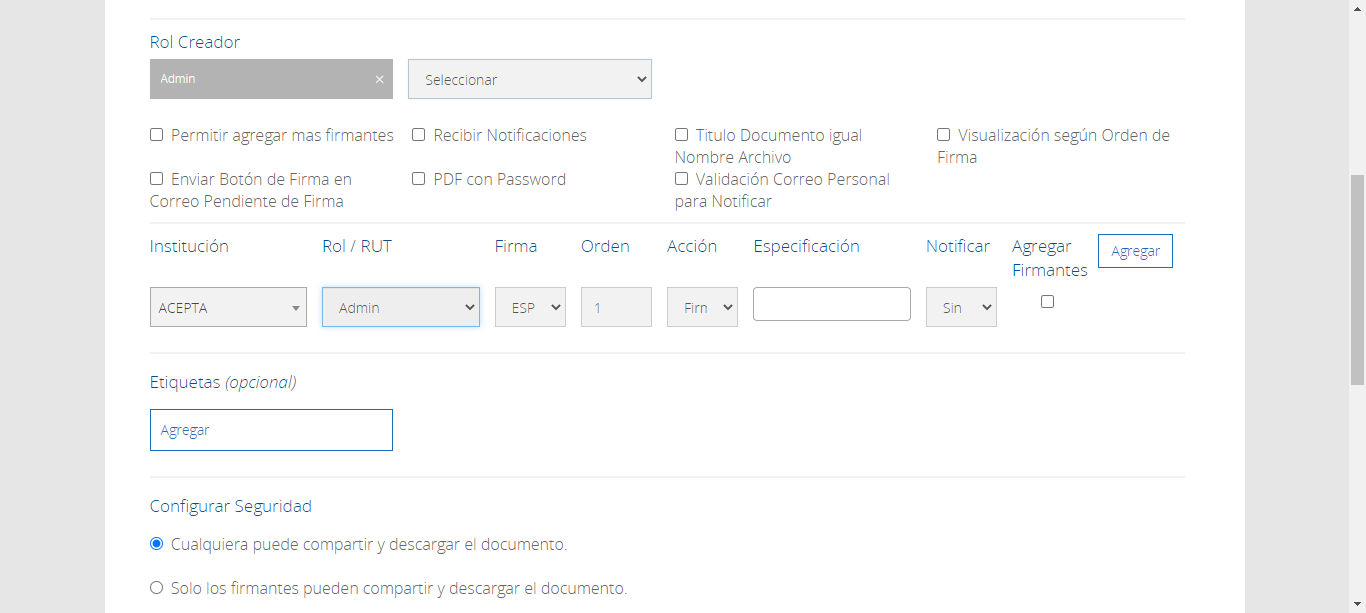 Rol Creador
Admin ×
Seleccionar
Permitir agregar mas firmantes
Recibir Notificaciones
Titulo Documento igual
Nombre Archivo
Visualización según Orden de
Firma
Enviar Botón de Firma en
Correo Pendiente de Firma
PDF con Password
Validación Correo Personal
para Notificar
Institución Rol / RUT Firma Orden Acción Especificación Notificar
Agregar
Firmantes
Agregar
ACEPTA Admin ESP 1 Firn Sin
Etiquetas (opcional)
Agregar
Configurar Seguridad
Cualquiera puede compartir y descargar el documento.
Solo los firmantes pueden compartir y descargar el documento.